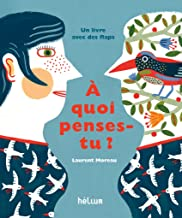 Un livre
avec des flaps
À
quoi
penses-
tu ?
Laurent Moreau
hélium